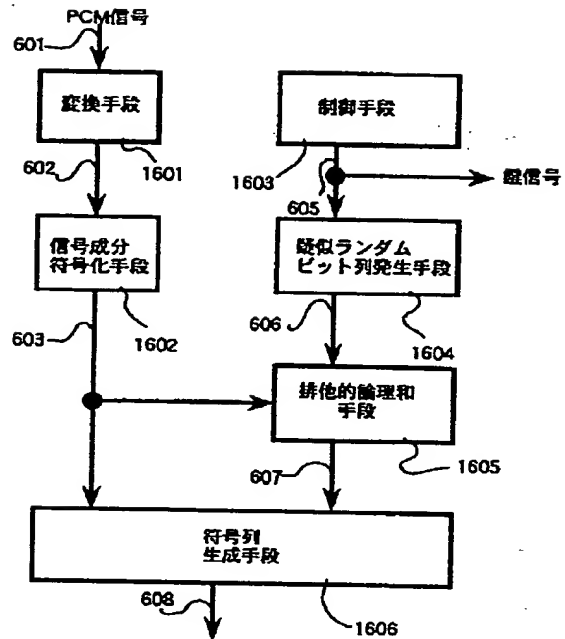 PCM信号
601
変換手段
制御手段
602
1601
1603
605
鍵信号
信号成分
符号化手段
疑似ランダム
ビット列発生手段
603
1602
606
1604
排他的論理和
手段
607
1605
符号列
生成手段
608
1606